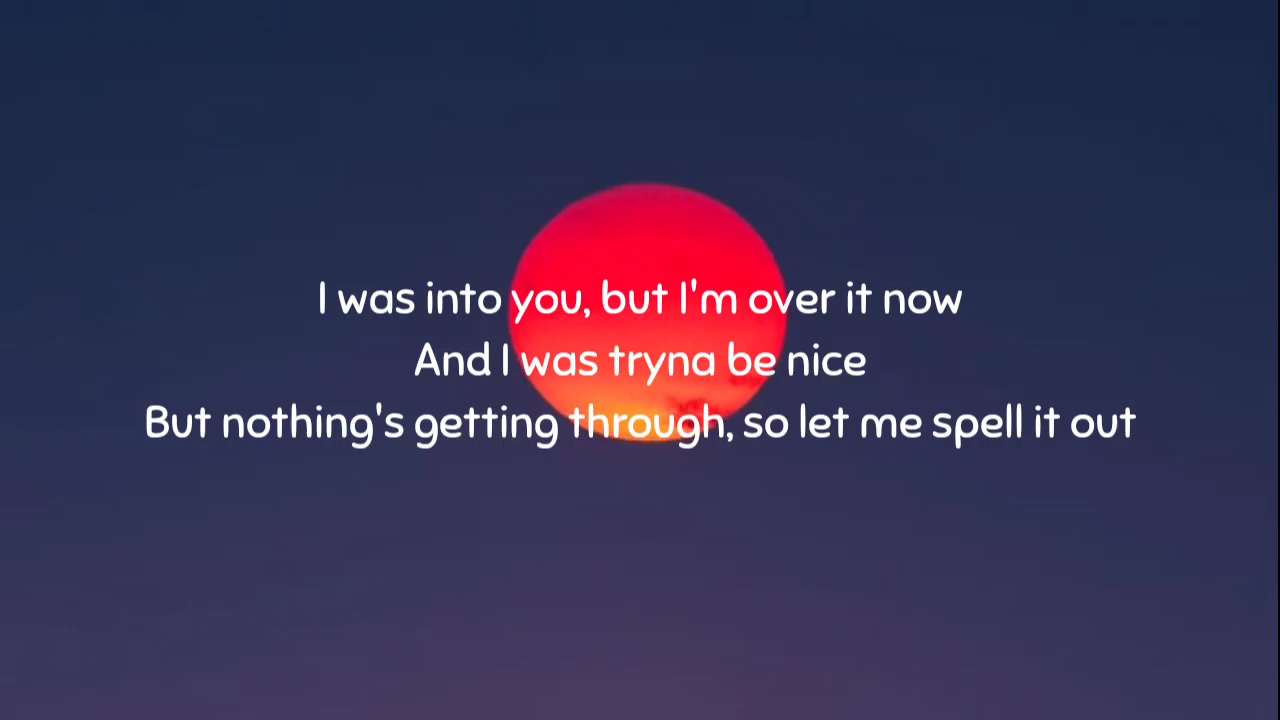 I was into you, but I'm over it now
And I was tryna be nice
But nothing's getting through, so let me spell it out